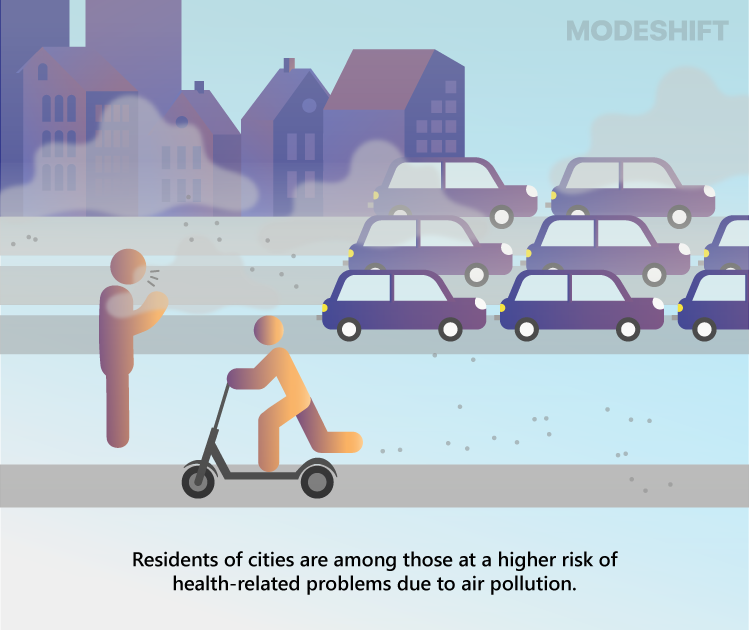 MODESHIFT
Residents of cities are among those at a higher risk of
health-related problems due to air pollution.